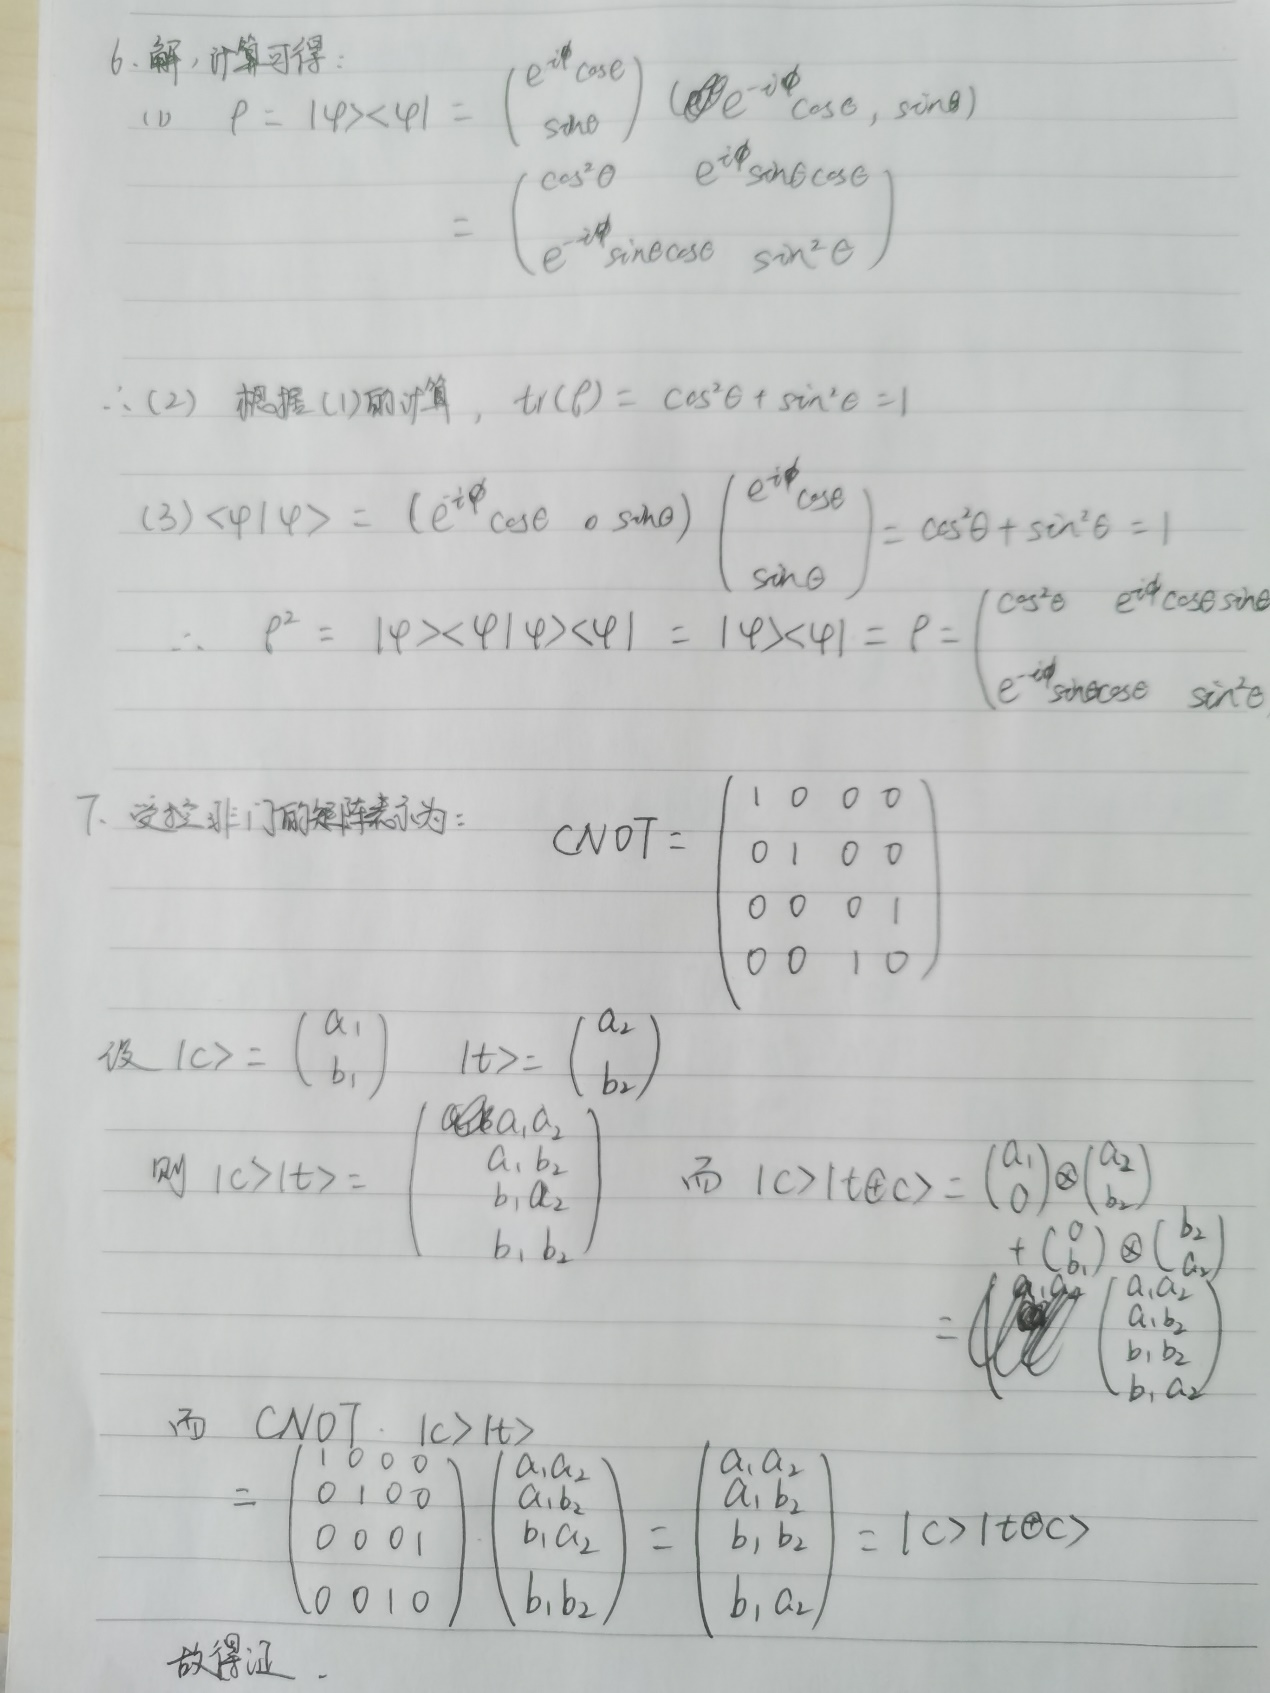 6. 解,计算可得:
(1) ρ = |φ><φ| = (e^{iφ}cosθ ; sinθ) (e^{-iφ}cosθ, sinθ)
= (cos²θ e^{iφ}sinθcosθ ; e^{-iφ}sinθcosθ sin²θ)
∴(2) 根据(1)的计算, tr(ρ) = cos²θ + sin²θ = 1
(3) <φ|φ> = (e^{-iφ}cosθ sinθ) (e^{iφ}cosθ ; sinθ) = cos²θ + sin²θ = 1
∴ ρ² = |φ><φ|φ><φ| = |φ><φ| = ρ = (cos²θ e^{iφ}cosθsinθ ; e^{-iφ}sinθcosθ sin²θ
7. 受控非门的矩阵表示为: CNOT = (1 0 0 0 ; 0 1 0 0 ; 0 0 0 1 ; 0 0 1 0)
设 |c> = (a₁ ; b₁) |t> = (a₂ ; b₂)
则 |c>|t> = (a₁a₂ ; a₁b₂ ; b₁a₂ ; b₁b₂) 而 |c>|t⊕c> = (a₁ ; 0)⊗(a₂ ; b₂)
+ (0 ; b₁)⊗(b₂ ; a₂)
= (a₁a₂ ; a₁b₂ ; b₁b₂ ; b₁a₂)
而 CNOT·|c>|t>
= (1 0 0 0 ; 0 1 0 0 ; 0 0 0 1 ; 0 0 1 0)·(a₁a₂ ; a₁b₂ ; b₁a₂ ; b₁b₂) = (a₁a₂ ; a₁b₂ ; b₁b₂ ; b₁a₂) = |c>|t⊕c>
故得证.